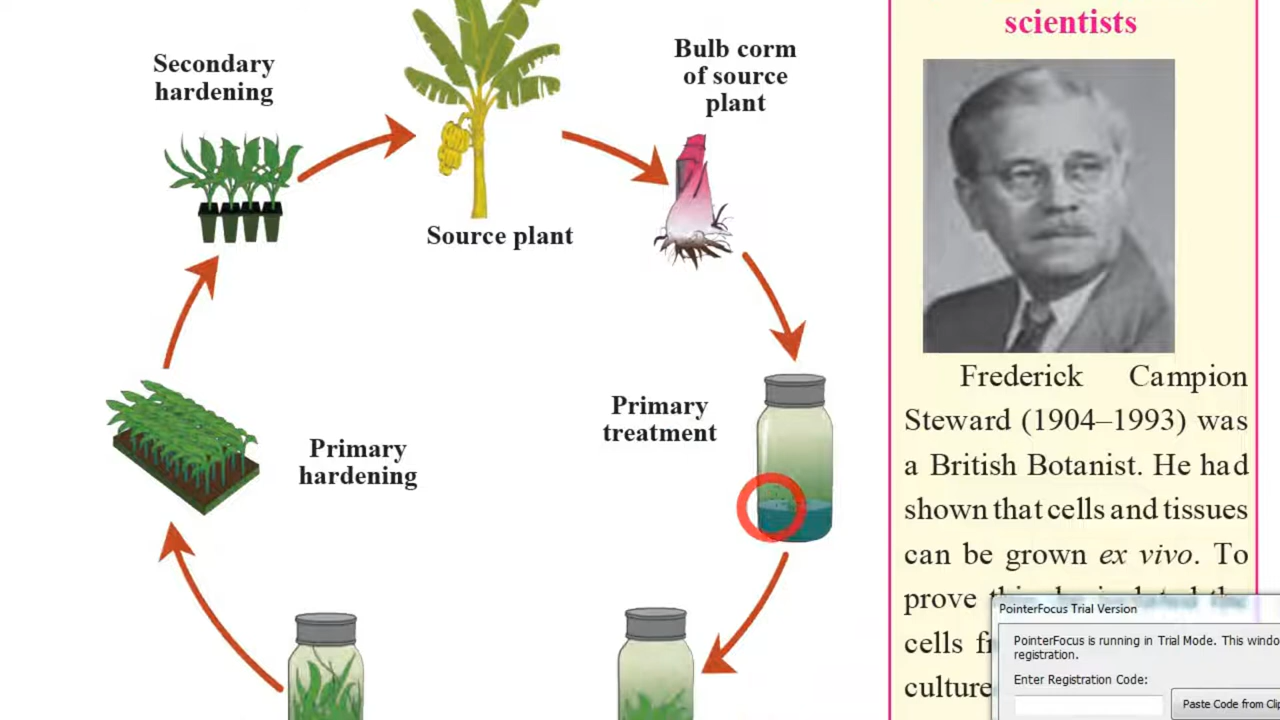 Secondary
hardening
Source plant
Bulb corm
of source
plant
Primary
treatment
Primary
hardening
scientists
Frederick Campion
Steward (1904–1993) was
a British Botanist. He had
shown that cells and tissues
can be grown ex vivo. To
prove
cells
culture
PointerFocus Trial Version
PointerFocus is running in Trial Mode. This
registration.
Enter Registration Code:
Paste Code from